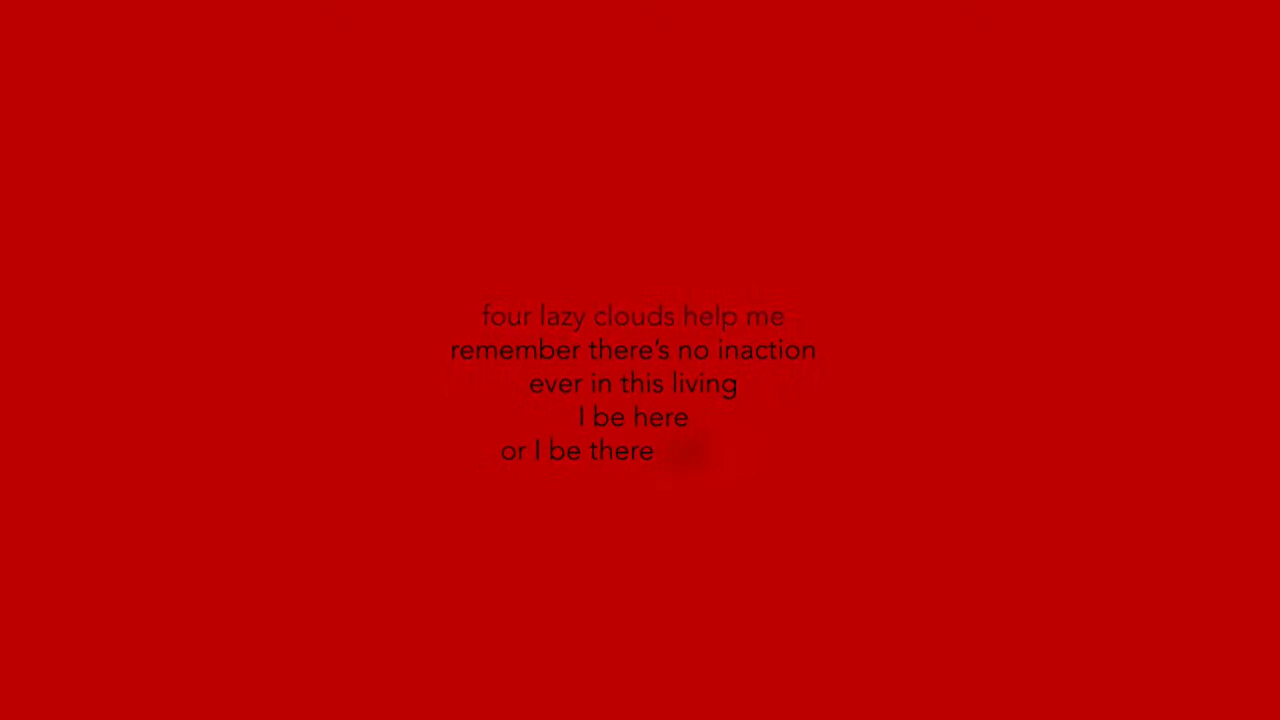 four lazy clouds help me
remember there's no inaction
ever in this living
I be here
or I be there